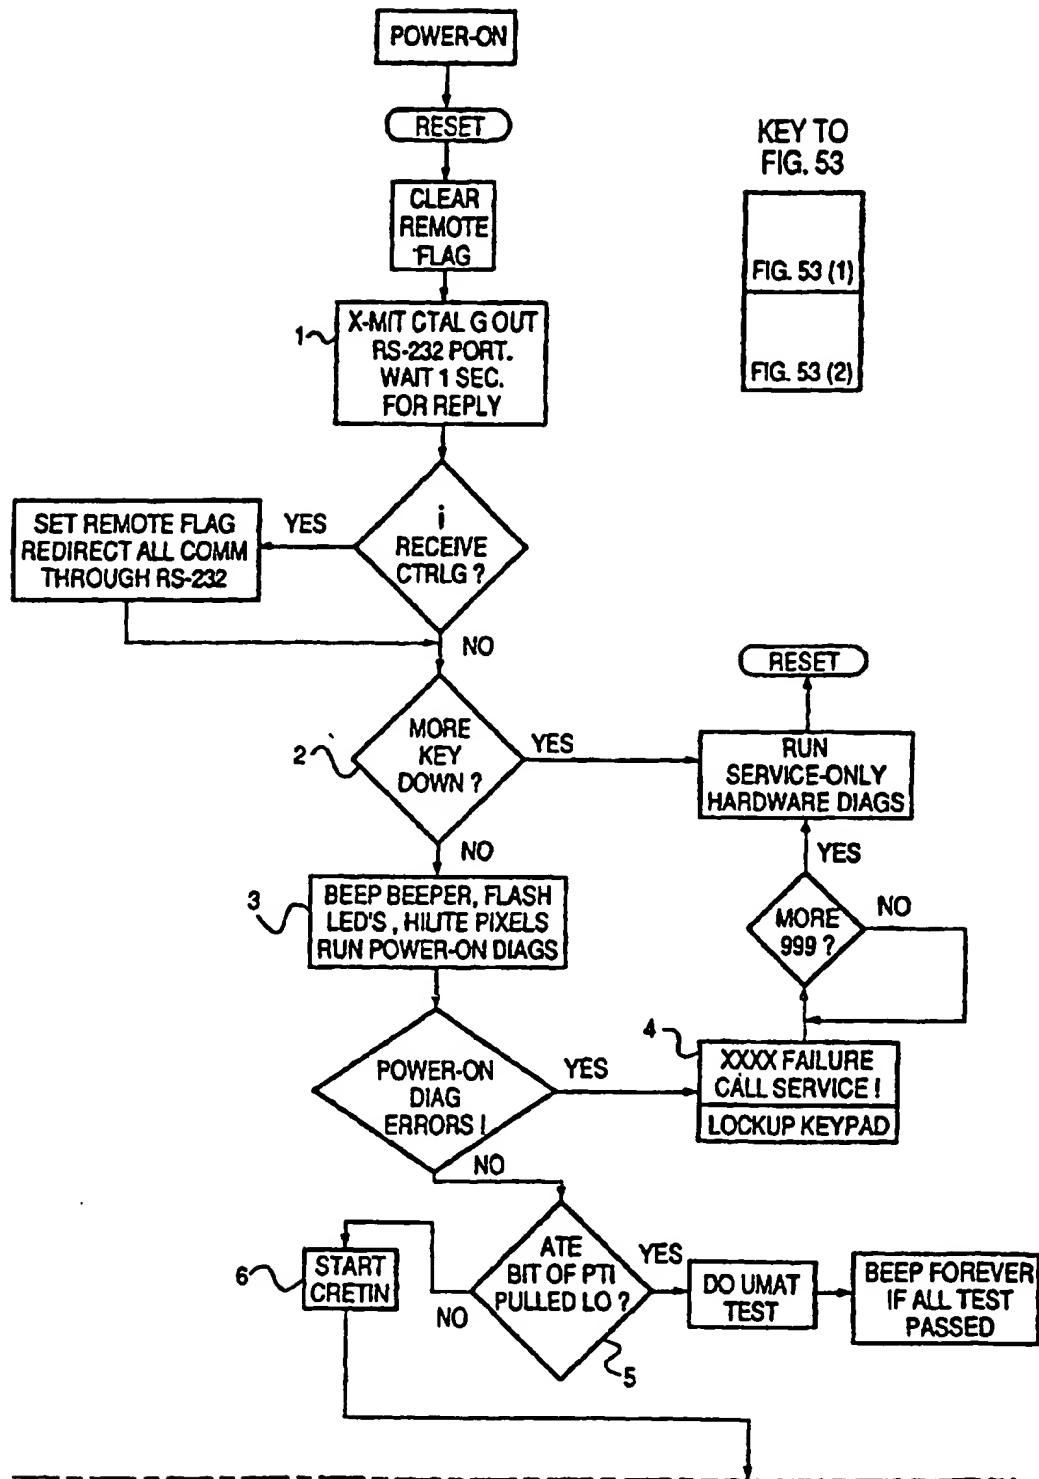 POWER-ON
RESET
KEY TO
FIG. 53
FIG. 53 (1)
FIG. 53 (2)
CLEAR
REMOTE
FLAG
1
X-MIT CTAL G OUT
RS-232 PORT.
WAIT 1 SEC.
FOR REPLY
i
RECEIVE
CTRLG ?
YES
SET REMOTE FLAG
REDIRECT ALL COMM
THROUGH RS-232
NO
2
MORE
KEY
DOWN ?
YES
RESET
RUN
SERVICE-ONLY
HARDWARE DIAGS
NO
YES
3
BEEP BEEPER, FLASH
LED'S , HILITE PIXELS
RUN POWER-ON DIAGS
MORE
999 ?
NO
POWER-ON
DIAG
ERRORS !
YES
4
XXXX FAILURE
CALL SERVICE !
LOCKUP KEYPAD
NO
ATE
BIT OF PTI
PULLED LO ?
YES
NO
5
6
START
CRETIN
DO UMAT
TEST
BEEP FOREVER
IF ALL TEST
PASSED